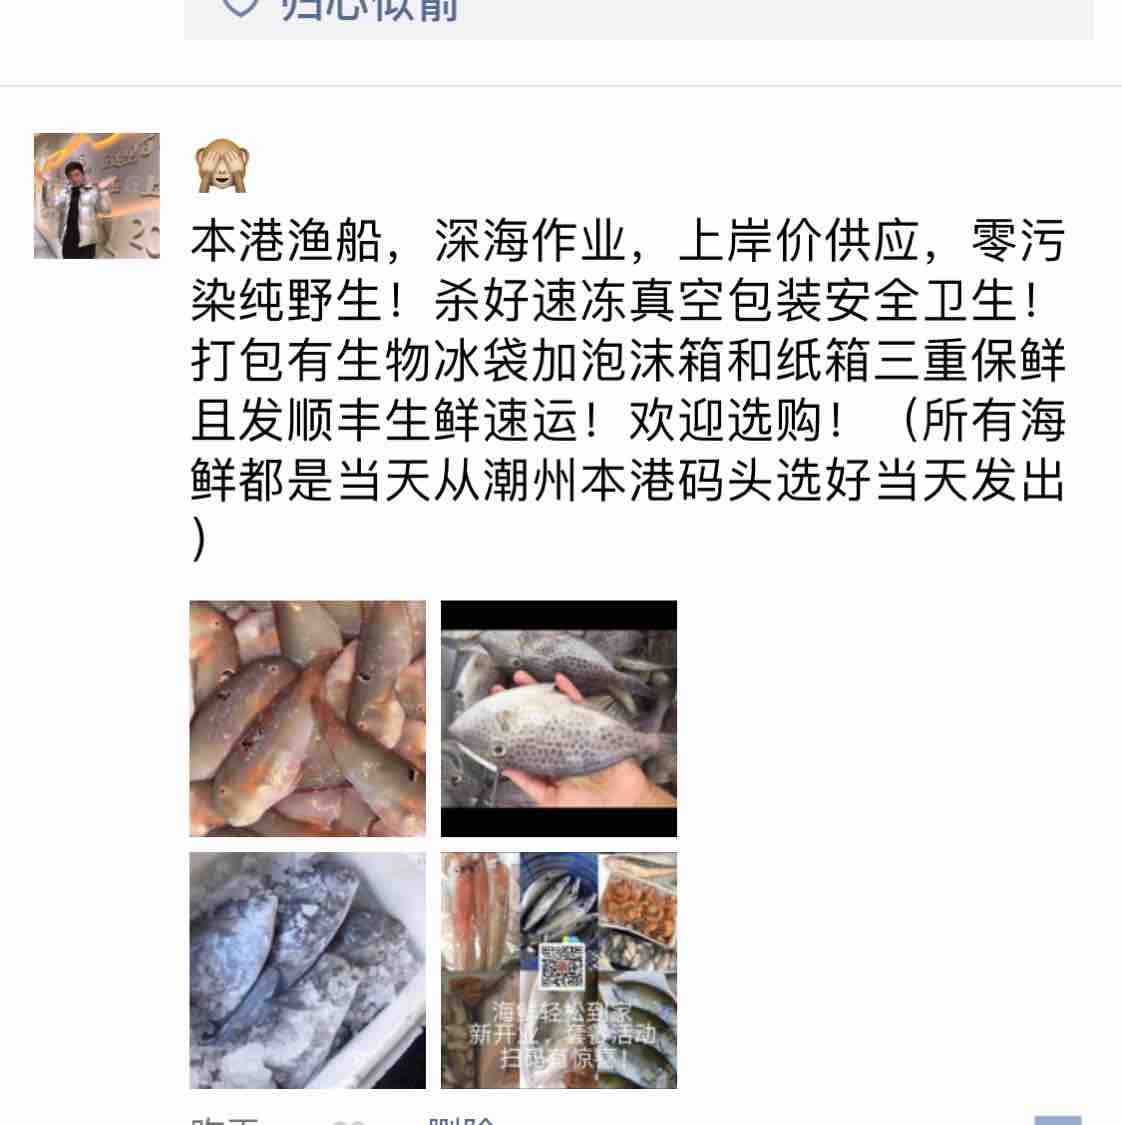 归心似箭
本港渔船，深海作业，上岸价供应，零污
染纯野生！杀好速冻真空包装安全卫生！
打包有生物冰袋加泡沫箱和纸箱三重保鲜
且发顺丰生鲜速运！欢迎选购！（所有海
鲜都是当天从潮州本港码头选好当天发出
）
海鲜轻松到家
新开业，套餐活动
扫码有惊喜！
昨天
删除